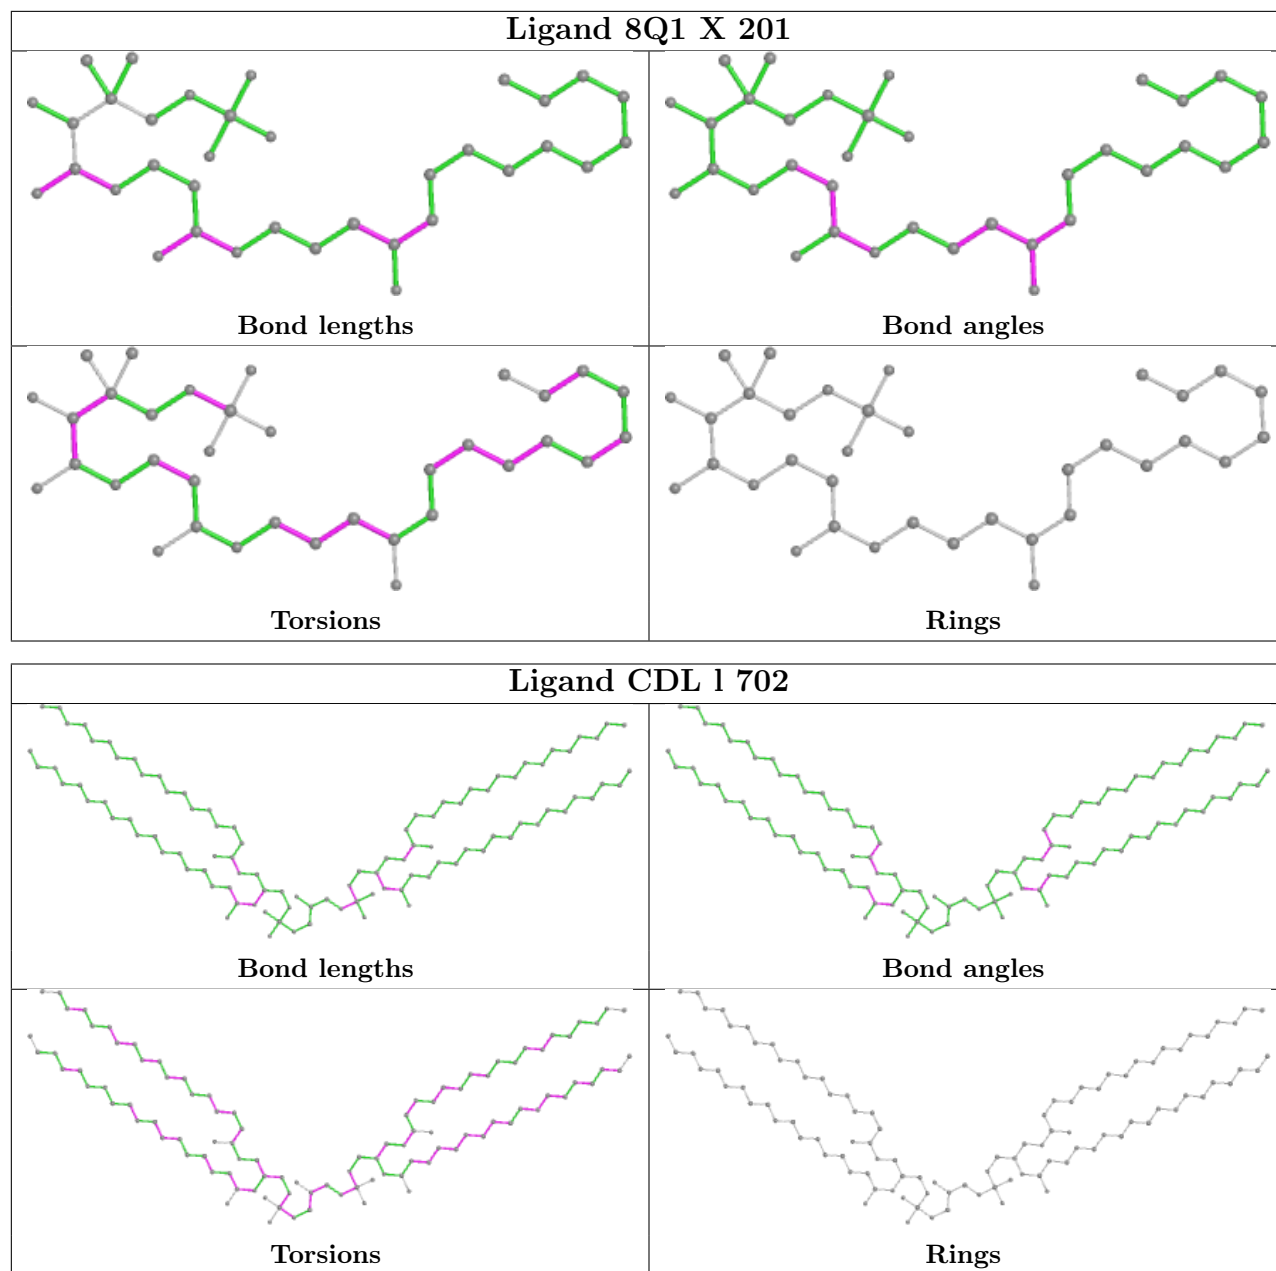 Ligand 8Q1 X 201
Bond lengths
Bond angles
Torsions
Rings
Ligand CDL l 702
Bond lengths
Bond angles
Torsions
Rings